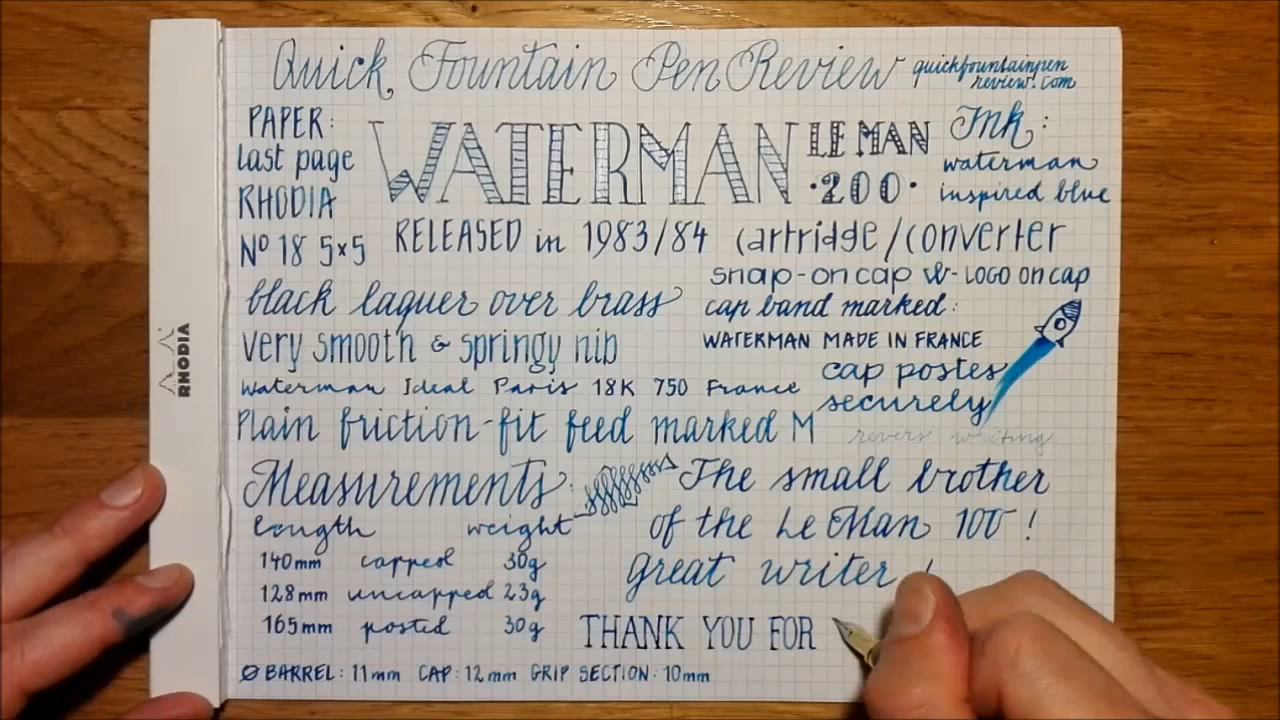 Quick Fountain Pen Review
quickfountainpen
review.com
PAPER:
last page
RHODIA
Nº 18 5x5
WATERMAN
LE MAN
·200·
Ink:
waterman
inspired blue
RELEASED in 1983/84
cartridge/converter
snap-on cap w- LOGO on cap
black laquer over brass
cap band marked:
WATERMAN MADE IN FRANCE
very smooth & springy nib
cap postes
securely
Waterman Ideal Paris 18K 750 France
Plain friction-fit feed marked M
revers writing
Measurements:
length weight
140mm capped 30g
128mm uncapped 23g
165mm posted 30g
Ø BARREL: 11mm CAP: 12mm GRIP SECTION: 10mm
The small brother
of the Le Man 100!
great writer !
THANK YOU FOR
RHODIA